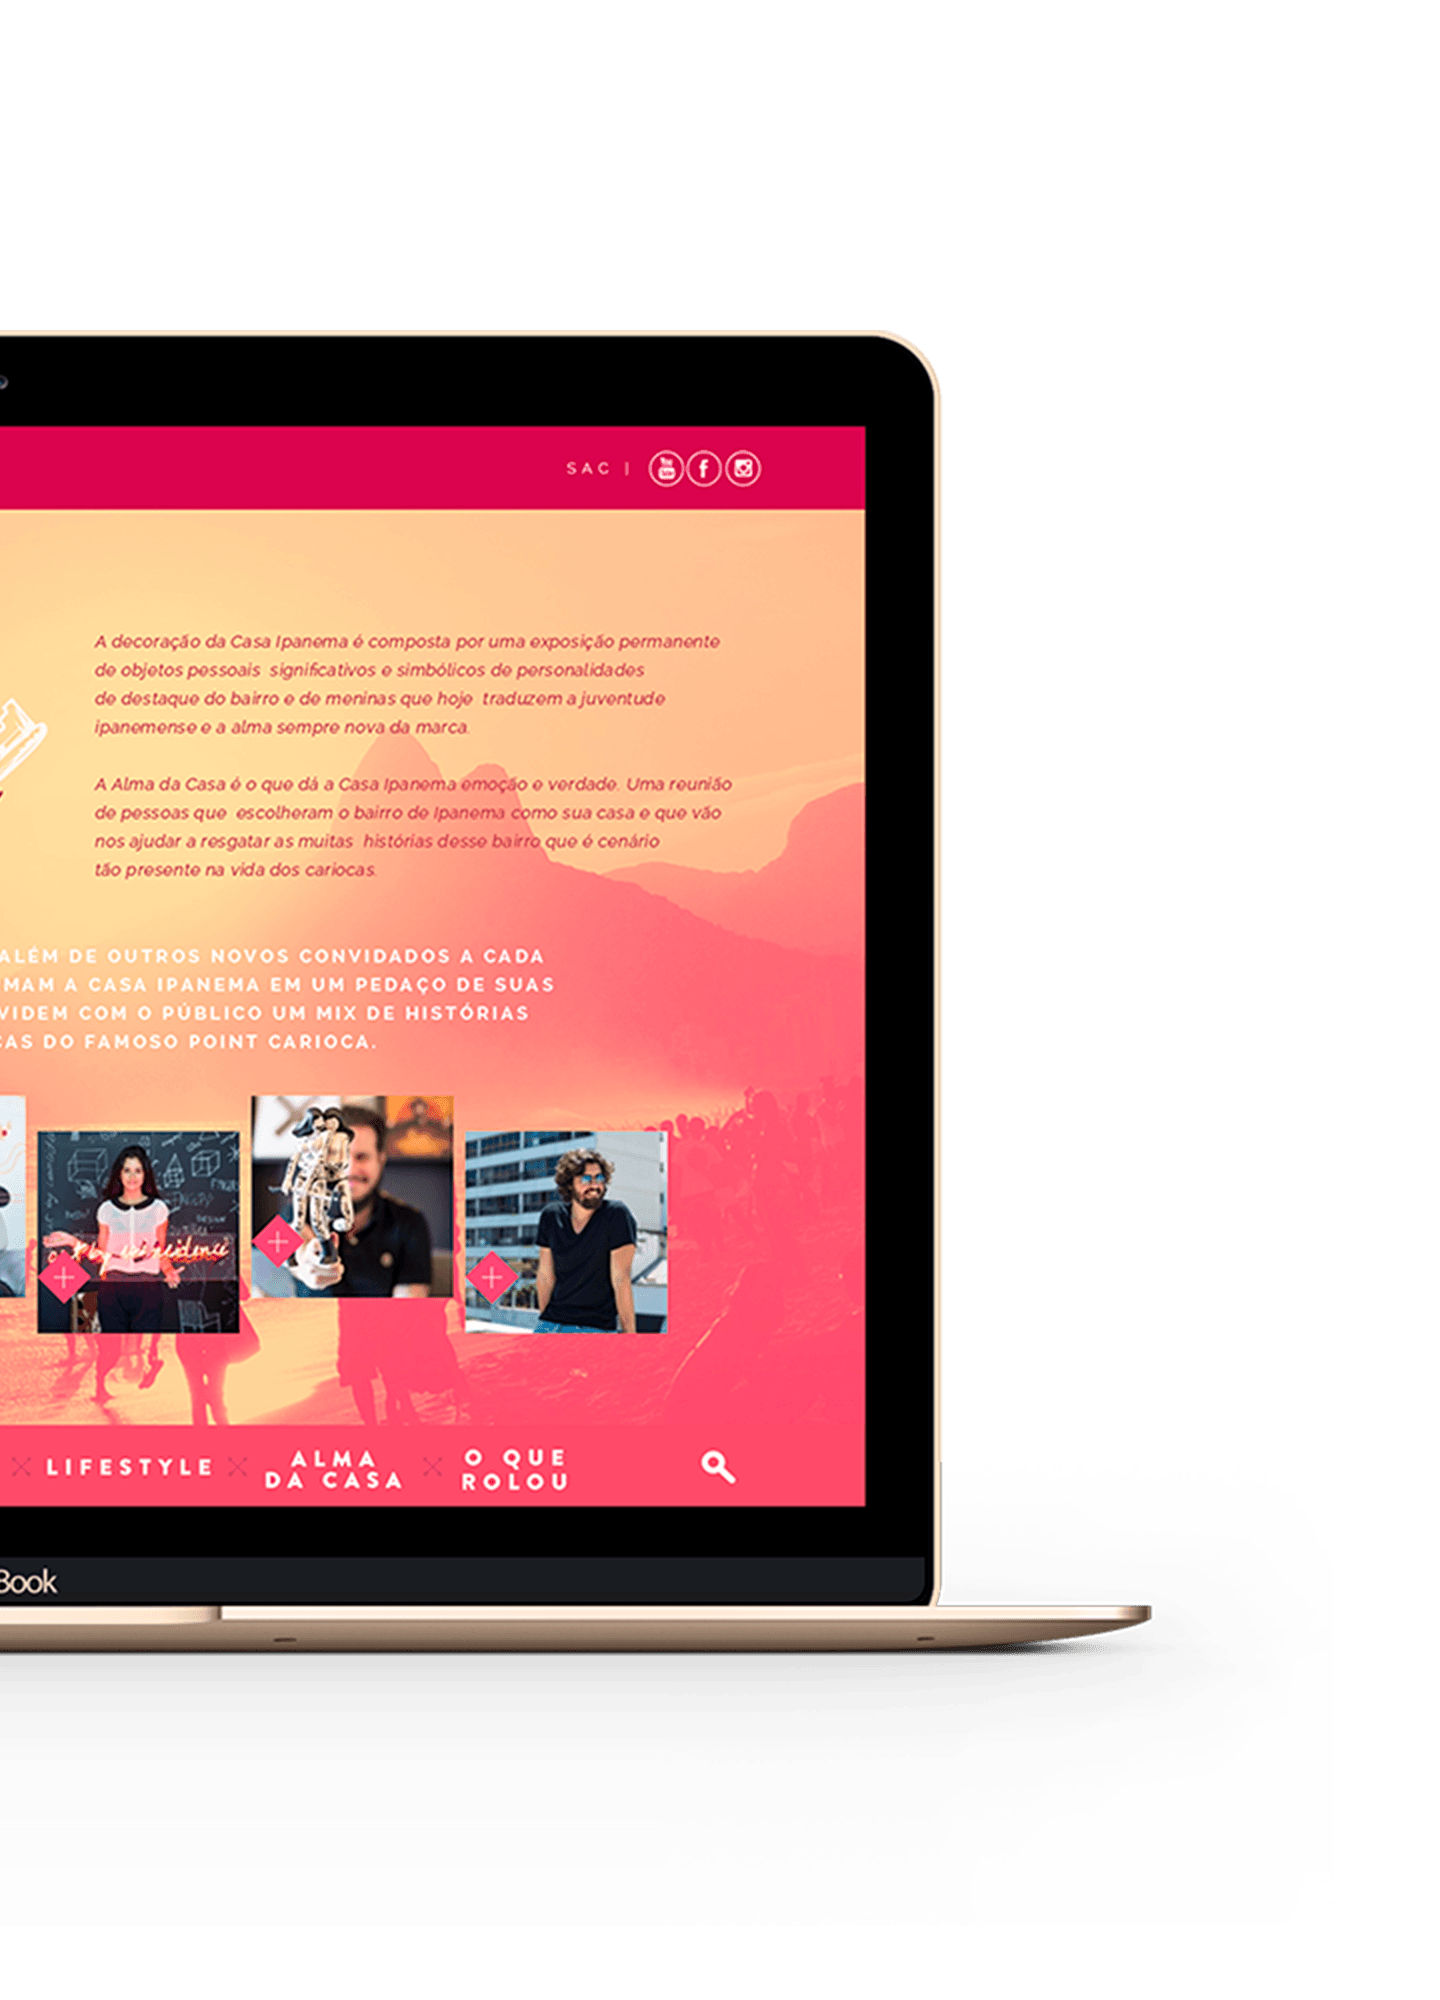 SAC |
A decoração da Casa Ipanema é composta por uma exposição permanente
de objetos pessoais significativos e simbólicos de personalidades
de destaque do bairro e de meninas que hoje traduzem a juventude
ipanemense e a alma sempre nova da marca.
A Alma da Casa é o que dá a Casa Ipanema emoção e verdade. Uma reunião
de pessoas que escolheram o bairro de Ipanema como sua casa e que vão
nos ajudar a resgatar as muitas histórias desse bairro que é cenário
tão presente na vida dos cariocas.
ALÉM DE OUTROS NOVOS CONVIDADOS A CADA
MAM A CASA IPANEMA EM UM PEDAÇO DE SUAS
VIDEM COM O PÚBLICO UM MIX DE HISTÓRIAS
CAS DO FAMOSO POINT CARIOCA.
LIFESTYLE
ALMA
DA CASA
O QUE
ROLOU
Book